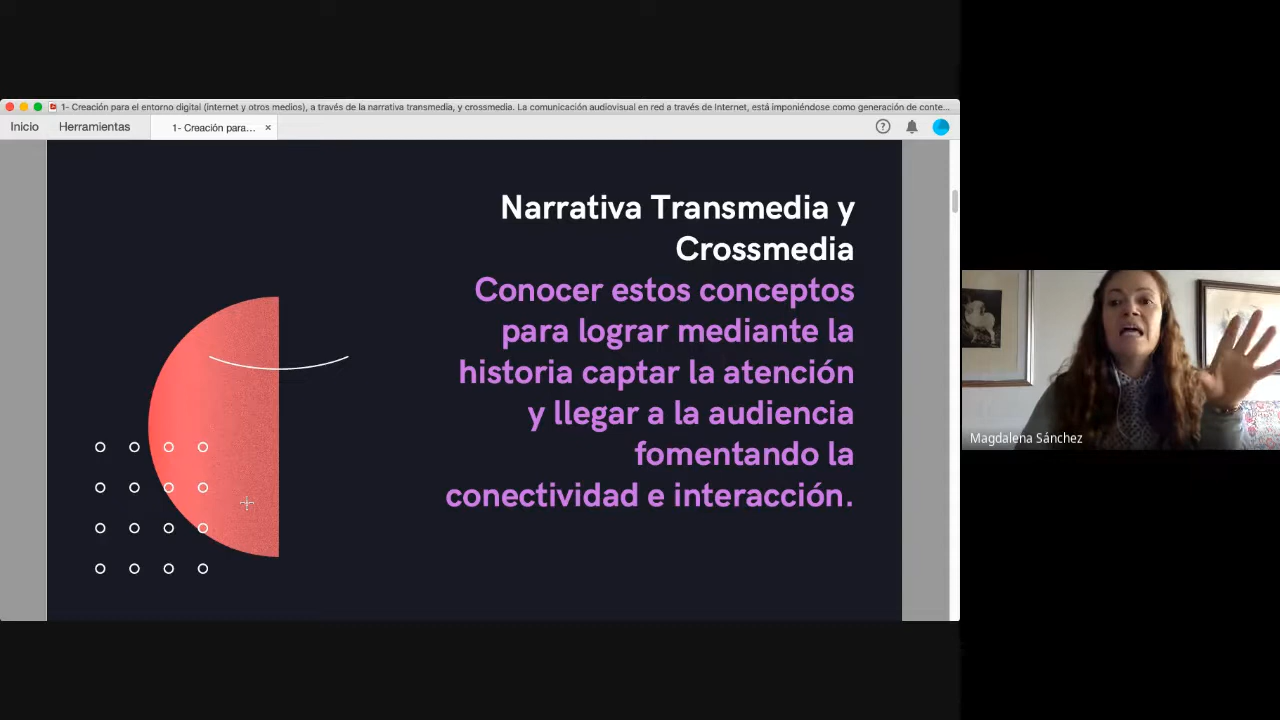 1- Creación para el entorno digital (internet y otros medios), a través de la narrativa transmedia, y crossmedia. La comunicación audiovisual en red a través de Internet, está imponiéndose como generación de conte...
Inicio Herramientas 1- Creación para... ×
Narrativa Transmedia y
Crossmedia
Conocer estos conceptos
para lograr mediante la
historia captar la atención
y llegar a la audiencia
fomentando la
conectividad e interacción.
Magdalena Sánchez